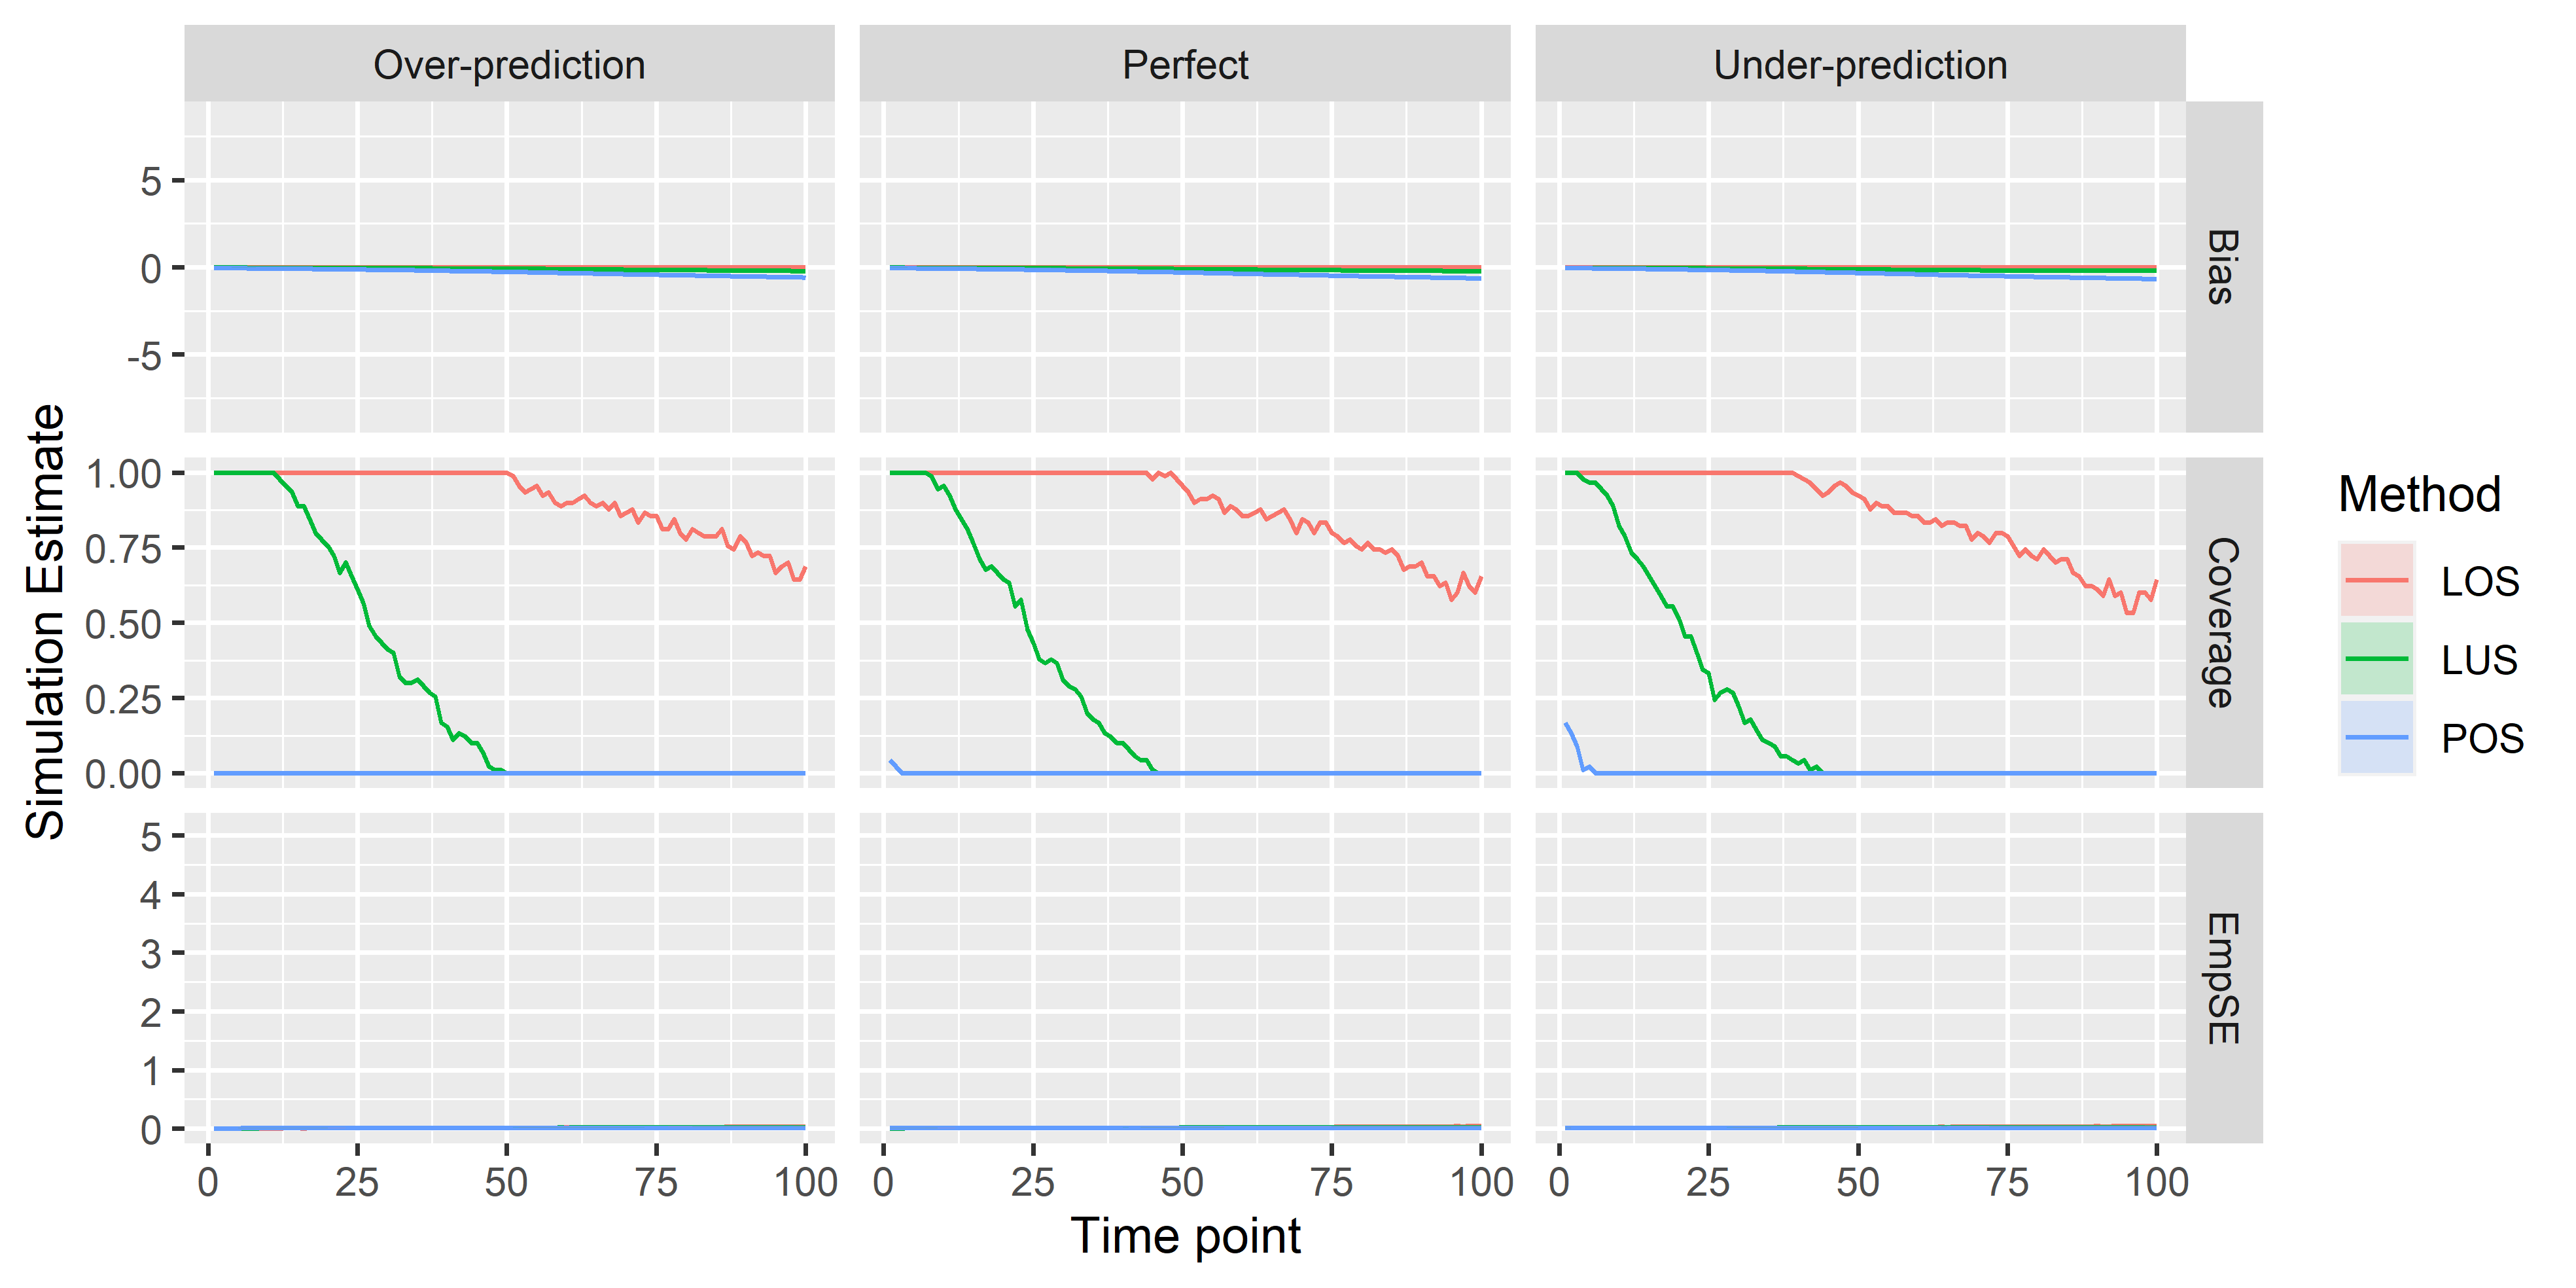 Over-prediction
Perfect
Under-prediction
5
0
-5
Bias
1.00
0.75
0.50
0.25
0.00
Coverage
5
4
3
2
1
0
EmpSE
0 25 50 75 100
0 25 50 75 100
0 25 50 75 100
Time point
Simulation Estimate
Method
LOS
LUS
POS